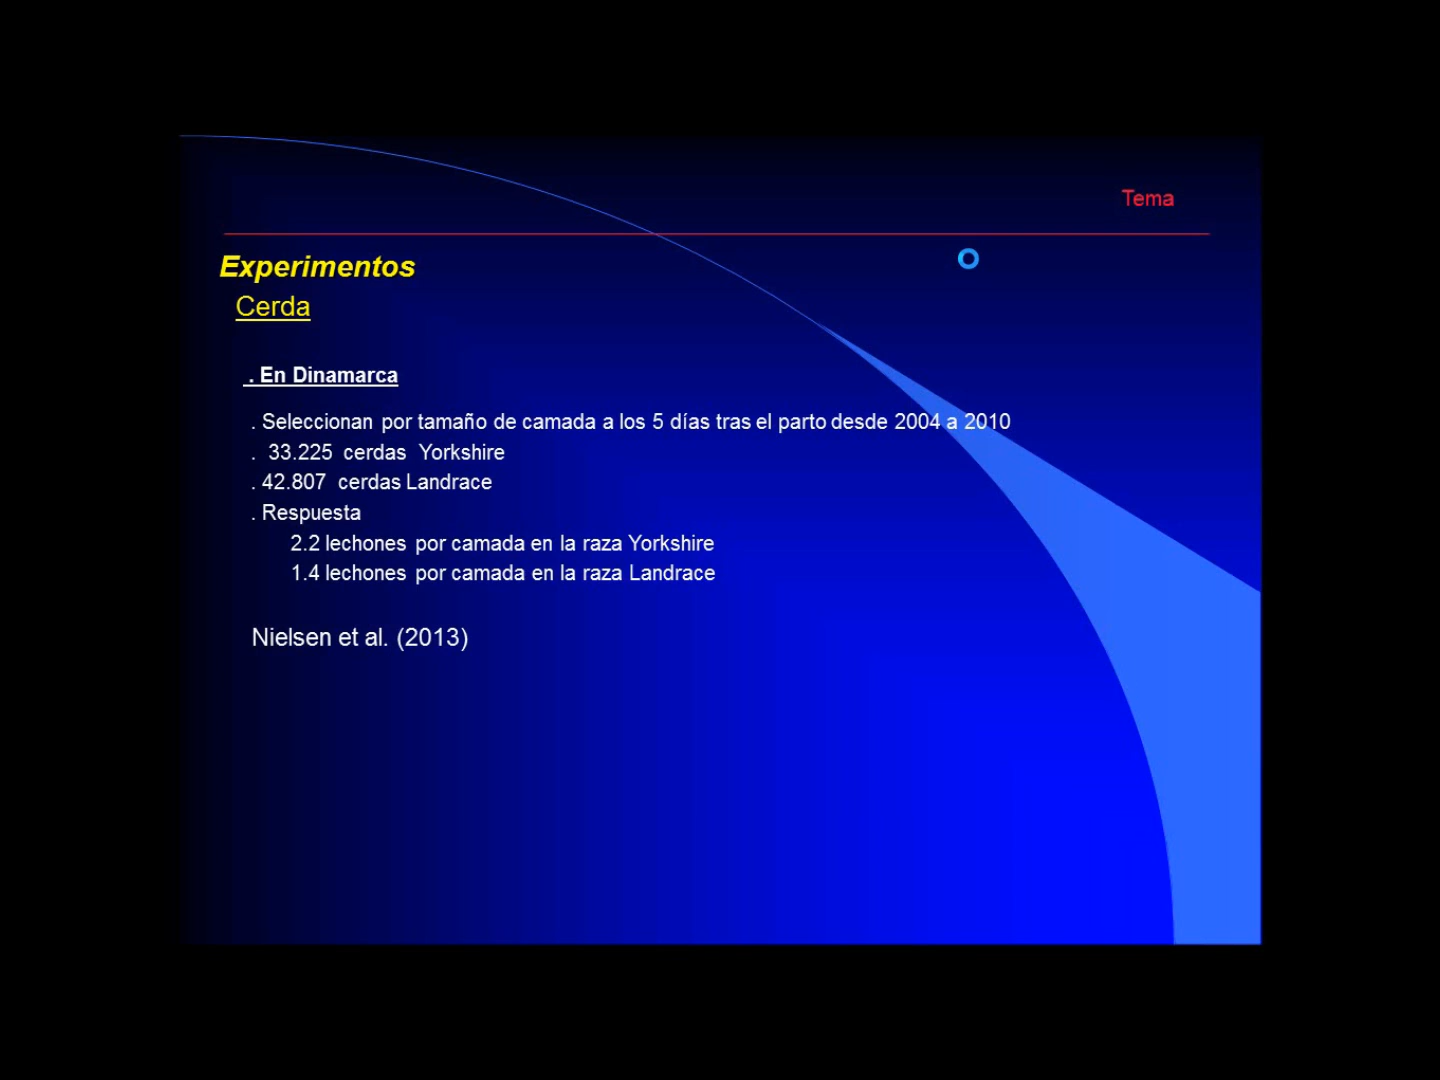 Tema
Experimentos
Cerda
. En Dinamarca
. Seleccionan por tamaño de camada a los 5 días tras el parto desde 2004 a 2010
. 33.225 cerdas Yorkshire
. 42.807 cerdas Landrace
. Respuesta
2.2 lechones por camada en la raza Yorkshire
1.4 lechones por camada en la raza Landrace
Nielsen et al. (2013)